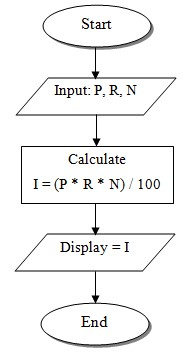 Start
Input: P, R, N
Calculate
I = (P * R * N) / 100
Display = I
End